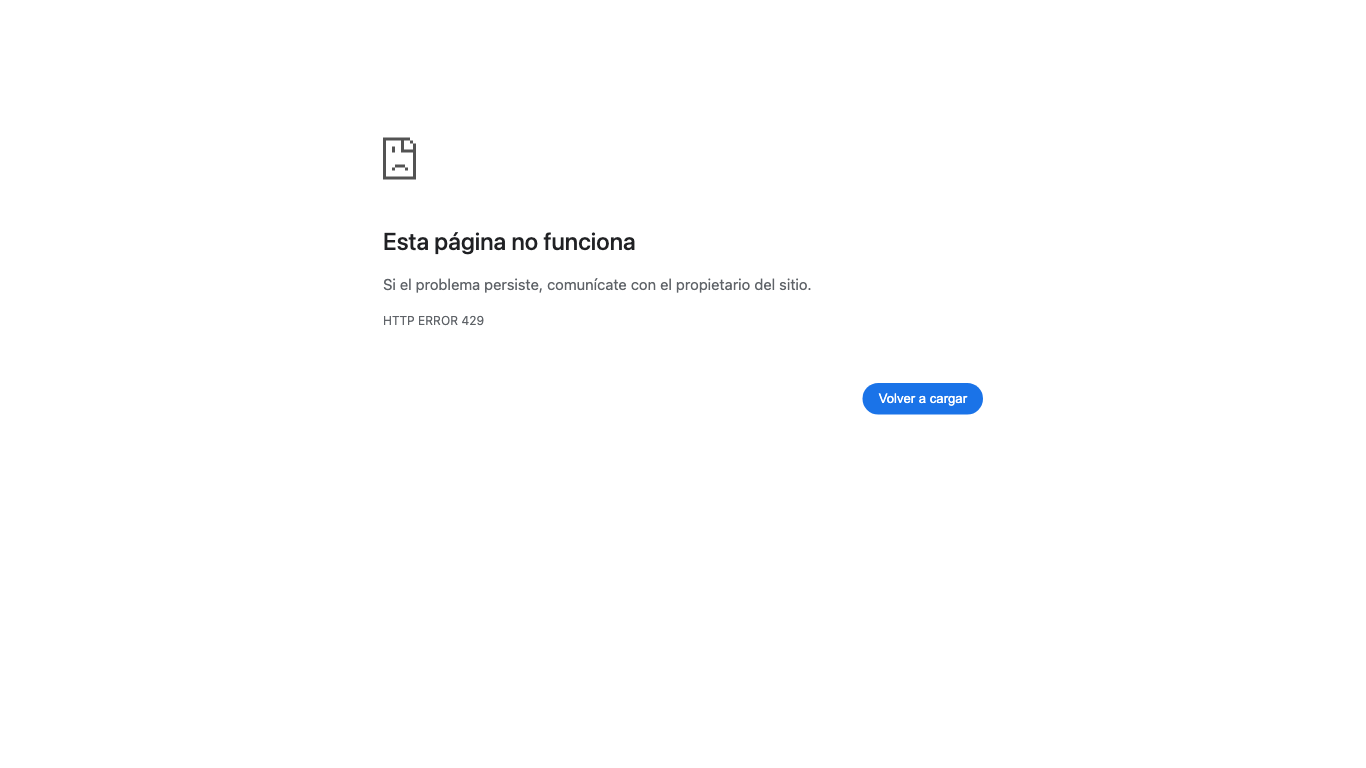 Esta página no funciona
Si el problema persiste, comunícate con el propietario del sitio.
HTTP ERROR 429
Volver a cargar